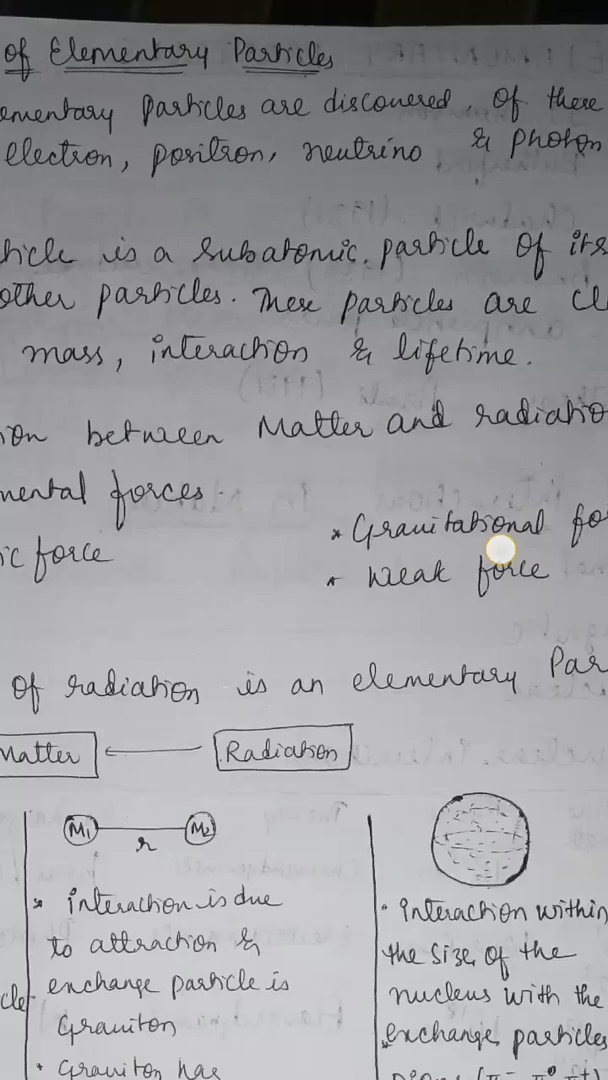 of Elementary Particles
ementary particles are discovered, Of these
electron, positron, neutrino & photon
ticle is a subatomic particle Of its
other particles. These particles are cl
mass, interaction & lifetime.
ion between Matter and radiatio
mental forces.
* Gravitational fo
ic force
* Weak force
Of radiation is an elementary Par
Matter
Radiation
M1 r M2
* interaction is due
to attraction &
exchange particle is
Graviton
* Graviton has
cle
• Interaction within
the size of the
nucleus with the
exchange particles